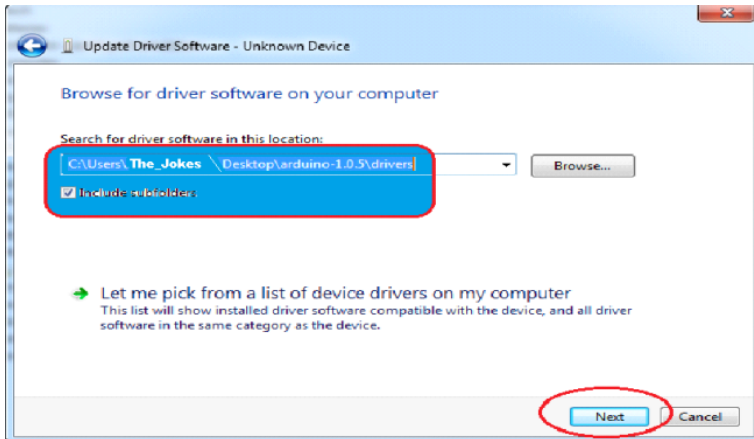 Update Driver Software - Unknown Device
Browse for driver software on your computer
Search for driver software in this location:
C:\Users\ The_Jokes \Desktop\arduino-1.0.5\drivers
Browse...
Include subfolders
Let me pick from a list of device drivers on my computer
This list will show installed driver software compatible with the device, and all driver
software in the same category as the device.
Next
Cancel